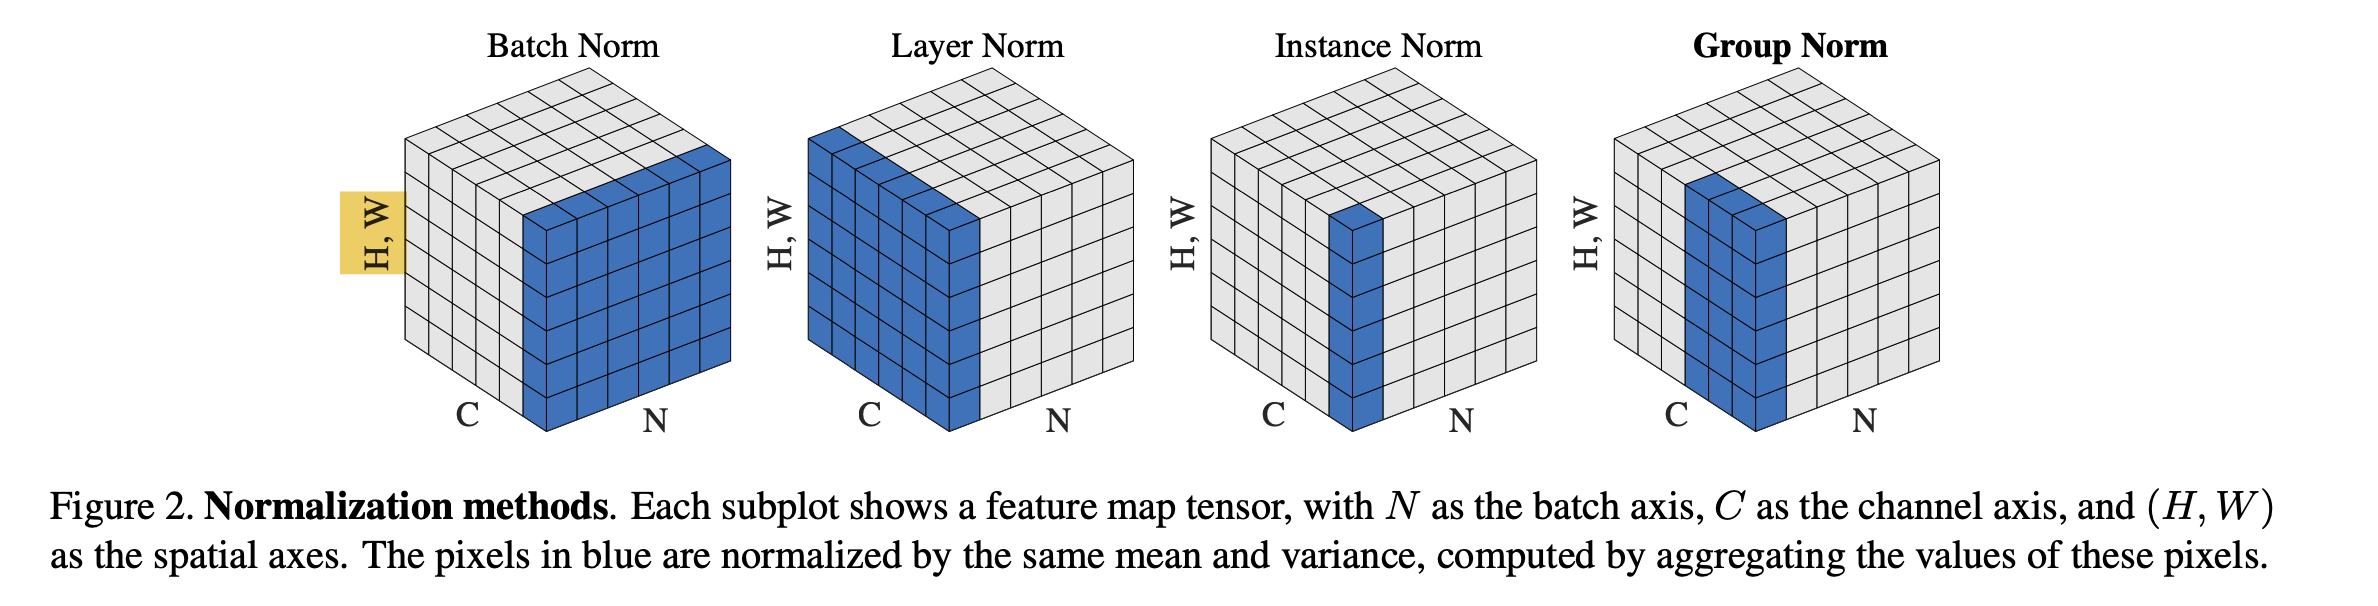 Batch Norm
Layer Norm
Instance Norm
Group Norm
H, W
H, W
H, W
H, W
C
N
C
N
C
N
C
N
Figure 2. Normalization methods. Each subplot shows a feature map tensor, with N as the batch axis, C as the channel axis, and (H, W)
as the spatial axes. The pixels in blue are normalized by the same mean and variance, computed by aggregating the values of these pixels.